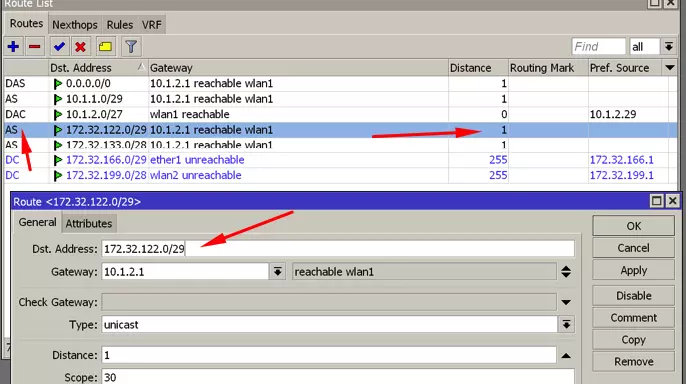 Route List
Routes Nexthops Rules VRF
Find all
Dst. Address Gateway Distance Routing Mark Pref. Source
DAS 0.0.0.0/0 10.1.2.1 reachable wlan1 1
AS 10.1.1.0/29 10.1.2.1 reachable wlan1 1
DAC 10.1.2.0/27 wlan1 reachable 0 10.1.2.29
AS 172.32.122.0/29 10.1.2.1 reachable wlan1 1
AS 172.32.133.0/28 10.1.2.1 reachable wlan1 1
DC 172.32.166.0/29 ether1 unreachable 255 172.32.166.1
DC 172.32.199.0/28 wlan2 unreachable 255 172.32.199.1
Route <172.32.122.0/29>
General Attributes
OK
Dst. Address: 172.32.122.0/29
Cancel
Gateway: 10.1.2.1 reachable wlan1
Apply
Check Gateway:
Disable
Type: unicast
Comment
Copy
Distance: 1
Remove
Scope: 30